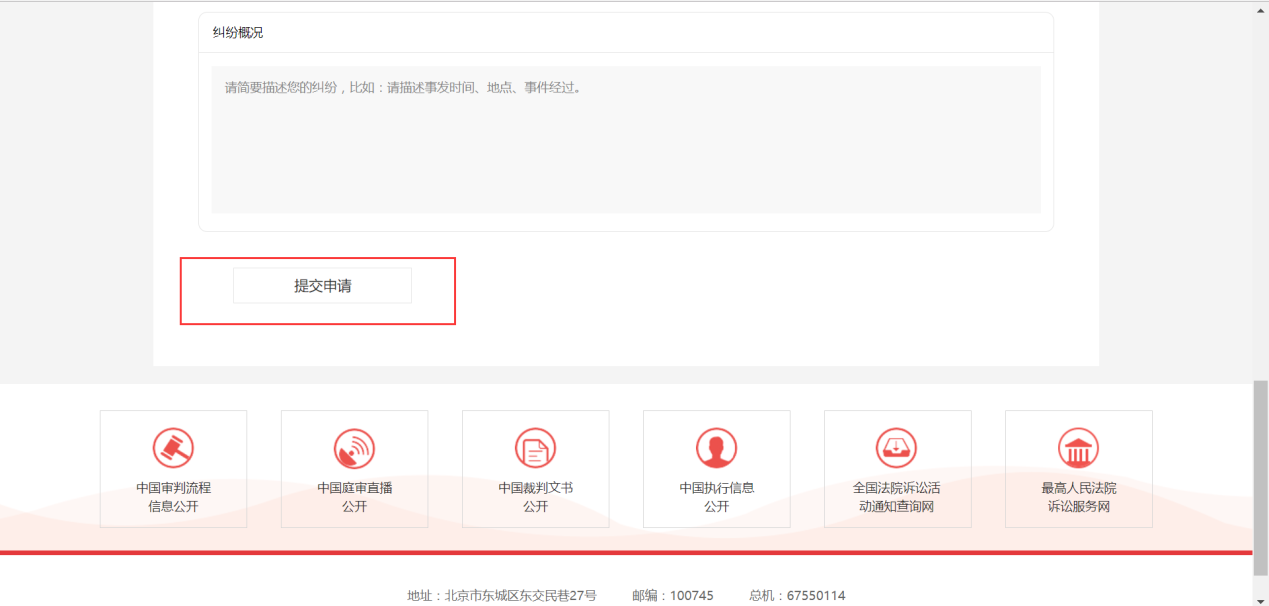 纠纷概况
请简要描述您的纠纷，比如：请描述事发时间、地点、事件经过。
提交申请
中国审判流程
信息公开
中国庭审直播
公开
中国裁判文书
公开
中国执行信息
公开
全国法院诉讼活
动通知查询网
最高人民法院
诉讼服务网
地址：北京市东城区东交民巷27号 邮编：100745 总机：67550114